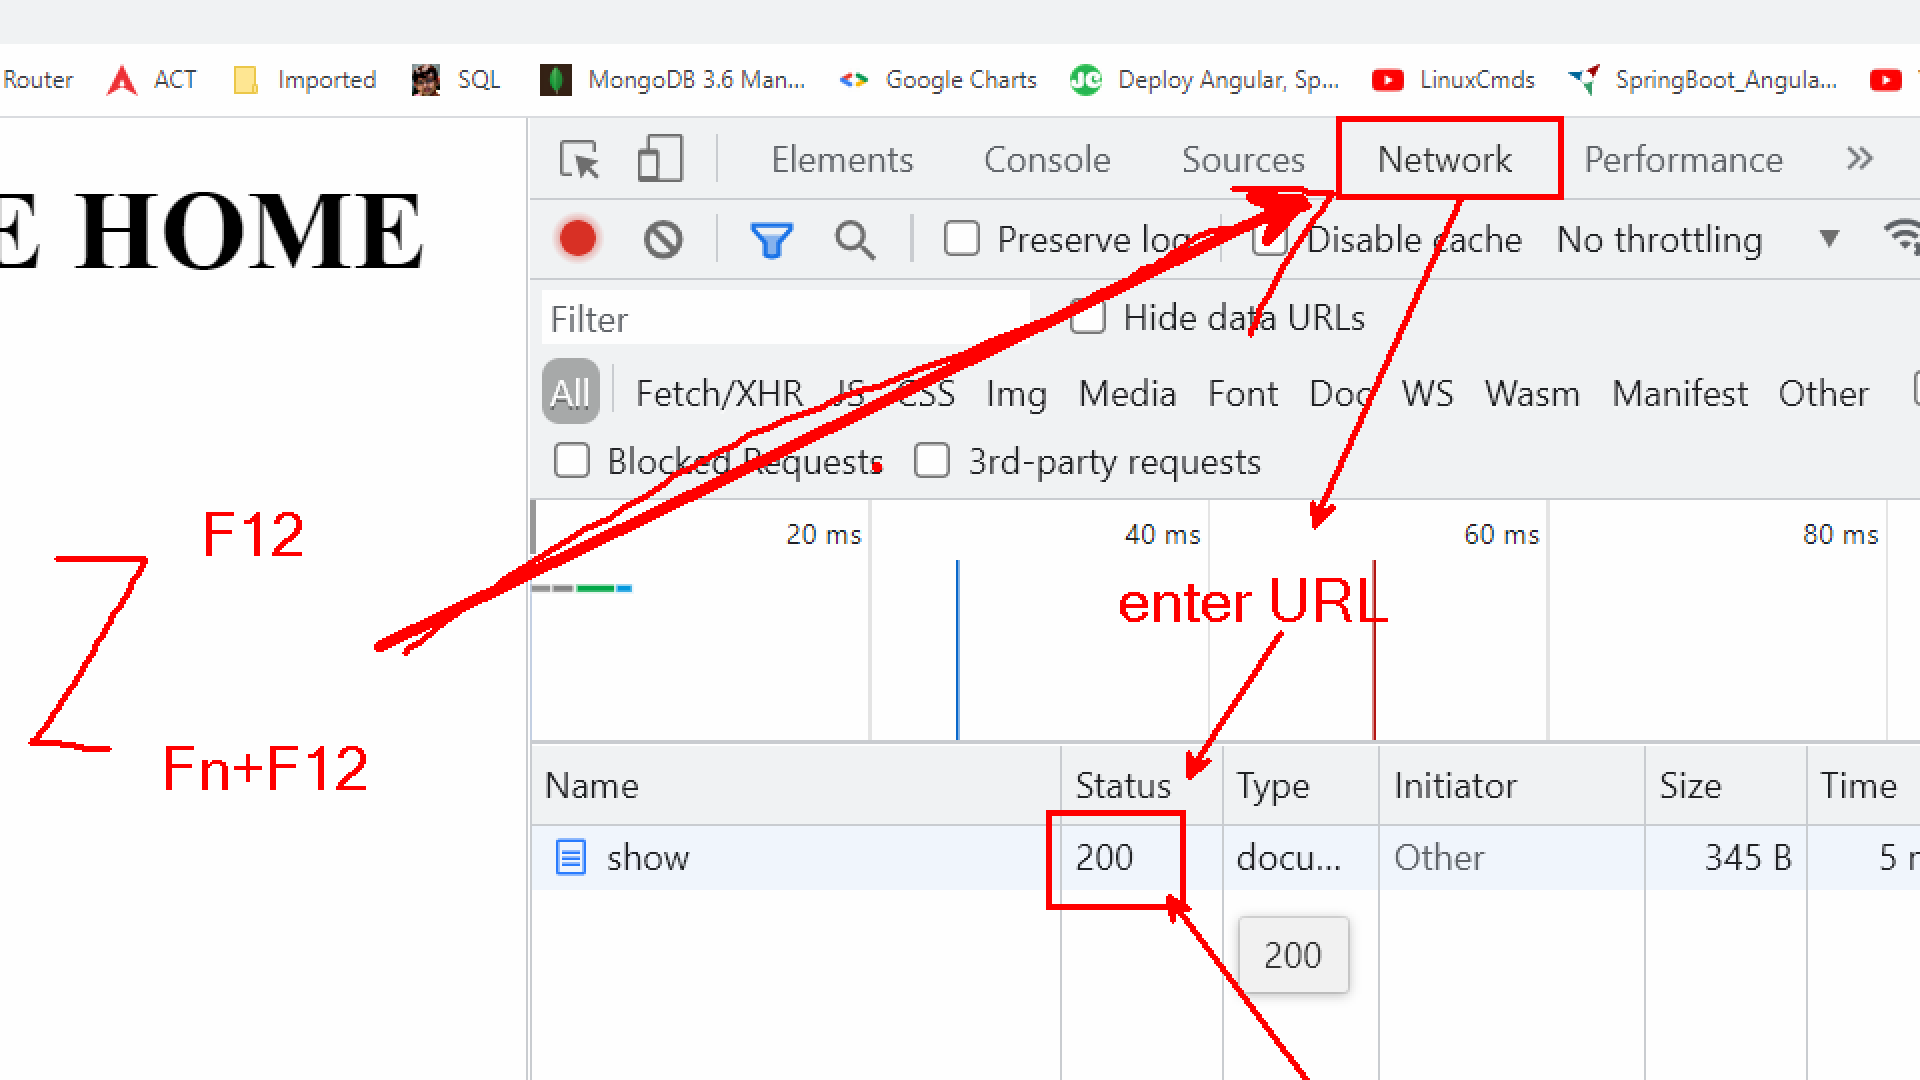 Router ACT Imported SQL MongoDB 3.6 Man... Google Charts Deploy Angular, Sp... LinuxCmds SpringBoot_Angula...
E HOME
Elements Console Sources Network Performance
Preserve log Disable cache No throttling
Filter Hide data URLs
All Fetch/XHR JS CSS Img Media Font Doc WS Wasm Manifest Other
Blocked Requests 3rd-party requests
F12
20 ms 40 ms 60 ms 80 ms
enter URL
Fn+F12
Name Status Type Initiator Size Time
show 200 docu... Other 345 B 5
200